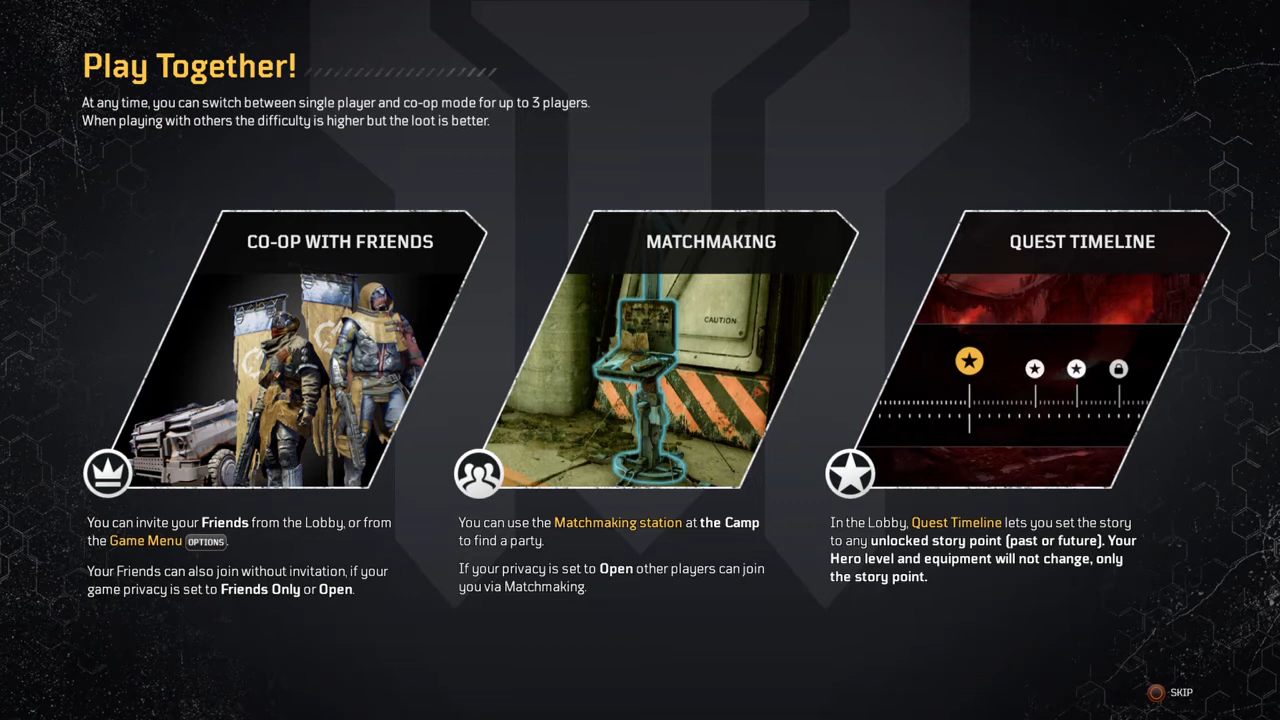 Play Together!
At any time, you can switch between single player and co-op mode for up to 3 players.
When playing with others the difficulty is higher but the loot is better.
CO-OP WITH FRIENDS
You can invite your Friends from the Lobby, or from
the Game Menu OPTIONS.
Your Friends can also join without invitation, if your
game privacy is set to Friends Only or Open.
MATCHMAKING
CAUTION
You can use the Matchmaking station at the Camp
to find a party.
If your privacy is set to Open other players can join
you via Matchmaking.
QUEST TIMELINE
In the Lobby, Quest Timeline lets you set the story
to any unlocked story point (past or future). Your
Hero level and equipment will not change, only
the story point.
SKIP